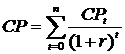 CP = \sum_{t=0}^{n} \frac{CP_t}{(1+r)^t}